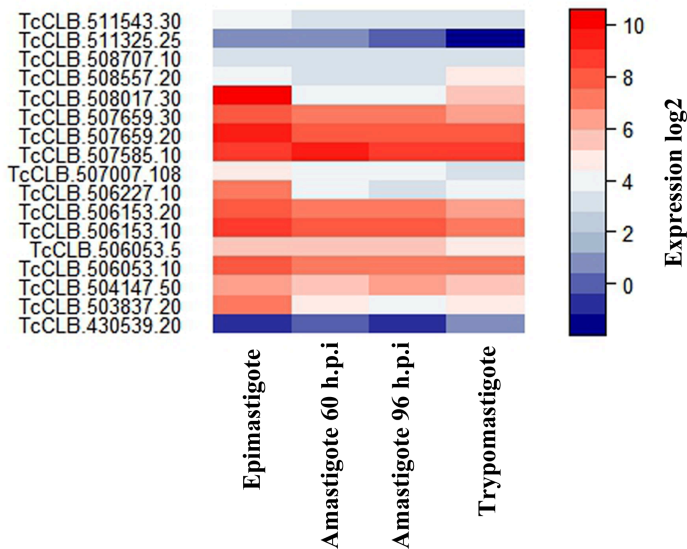 TcCLB.511543.30
TcCLB.511325.25
TcCLB.508707.10
TcCLB.508557.20
TcCLB.508017.30
TcCLB.507659.30
TcCLB.507659.20
TcCLB.507585.10
TcCLB.507007.108
TcCLB.506227.10
TcCLB.506153.20
TcCLB.506153.10
TcCLB.506053.5
TcCLB.506053.10
TcCLB.504147.50
TcCLB.503837.20
TcCLB.430539.20
Epimastigote
Amastigote 60 h.p.i
Amastigote 96 h.p.i
Trypomastigote
10
8
6
4
2
0
Expression log2